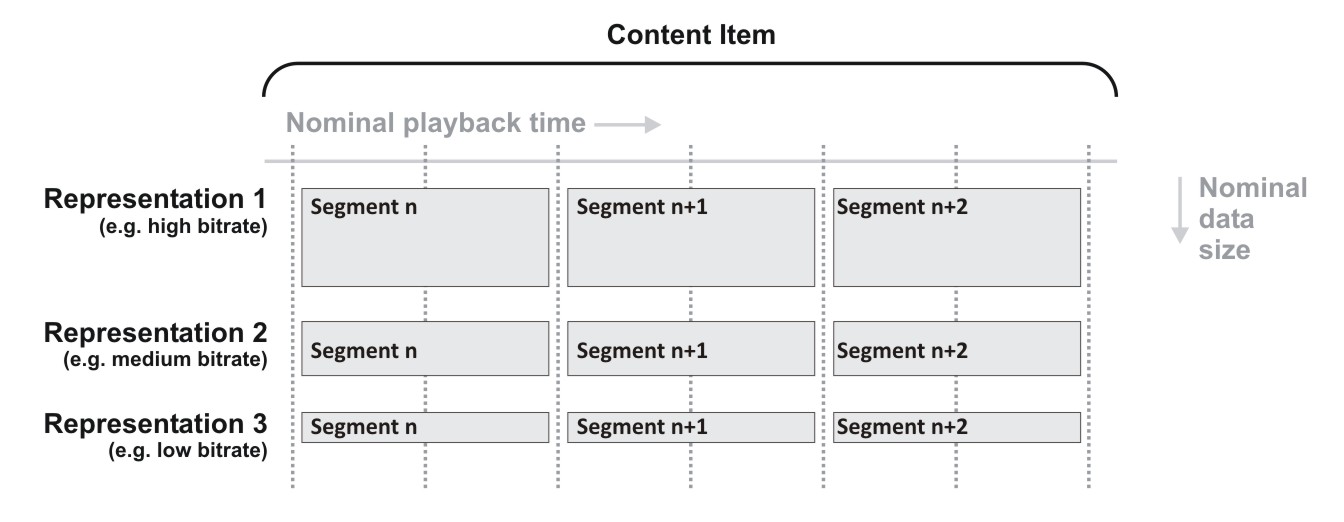 Content Item
Nominal playback time
Representation 1
(e.g. high bitrate)
Segment n
Segment n+1
Segment n+2
Nominal
data
size
Representation 2
(e.g. medium bitrate)
Segment n
Segment n+1
Segment n+2
Representation 3
(e.g. low bitrate)
Segment n
Segment n+1
Segment n+2